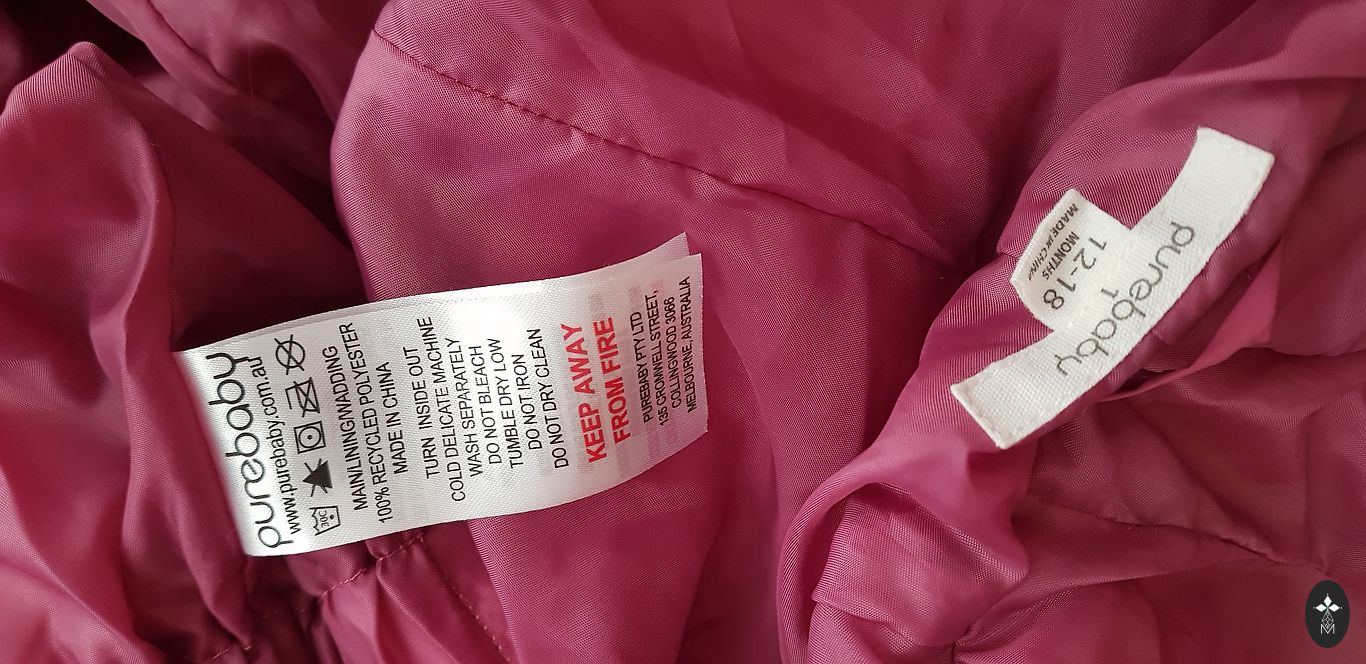 purebaby
www.purebaby.com.au
30C
MAIN/LINING/WADDING
100% RECYCLED POLYESTER
MADE IN CHINA
TURN INSIDE OUT
COLD DELICATE MACHINE
WASH SEPARATELY
DO NOT BLEACH
TUMBLE DRY LOW
DO NOT IRON
DO NOT DRY CLEAN
KEEP AWAY
FROM FIRE
PUREBABY PTY LTD
135 CROMWELL STREET,
COLLINGWOOD 3066
MELBOURNE, AUSTRALIA
purebaby
1
12-18
MONTHS
MADE IN CHINA
M